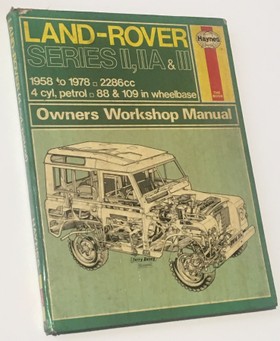 LAND-ROVER
SERIES II, IIA & III
Haynes
1958 to 1978 □ 2286cc
4 cyl, petrol □ 88 & 109 in wheelbase
Owners Workshop Manual